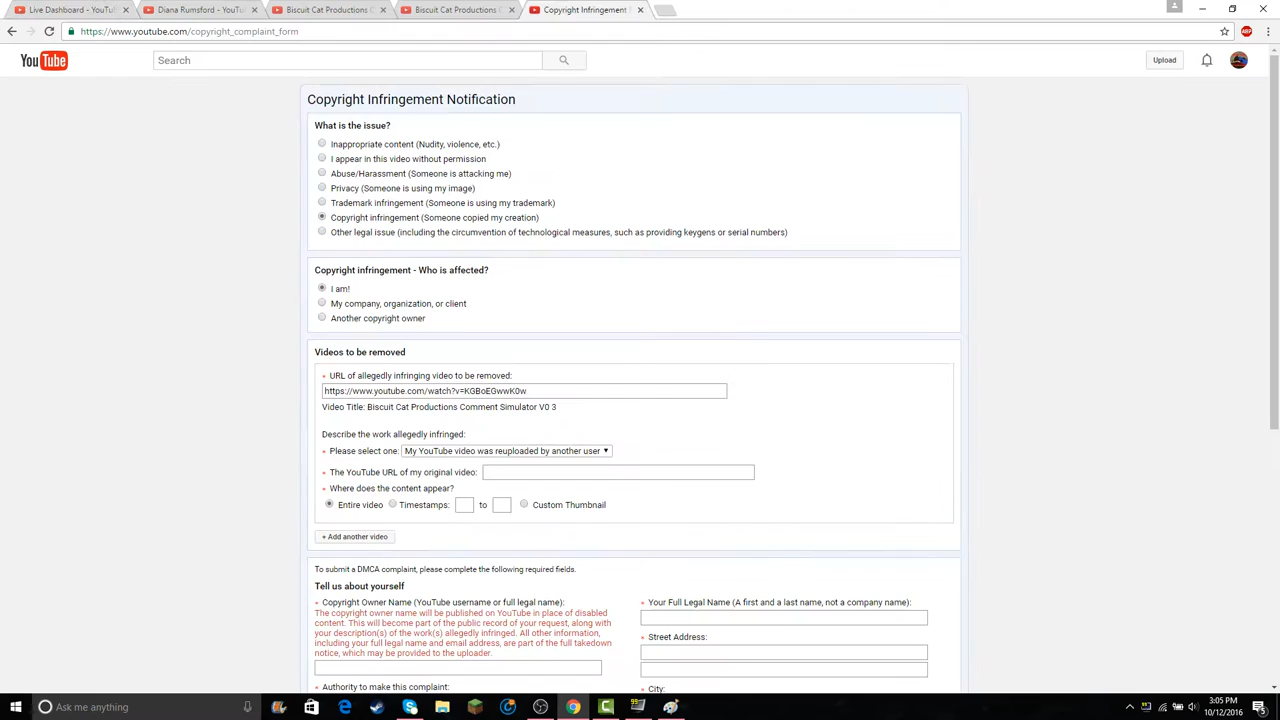 Live Dashboard - YouTu
Diana Rumsford - YouTu
Biscuit Cat Productions C
Biscuit Cat Productions C
Copyright Infringement
https://www.youtube.com/copyright_complaint_form
ABP
YouTube
Search
Upload
Copyright Infringement Notification
What is the issue?
Inappropriate content (Nudity, violence, etc.)
I appear in this video without permission
Abuse/Harassment (Someone is attacking me)
Privacy (Someone is using my image)
Trademark infringement (Someone is using my trademark)
Copyright infringement (Someone copied my creation)
Other legal issue (including the circumvention of technological measures, such as providing keygens or serial numbers)
Copyright infringement - Who is affected?
I am!
My company, organization, or client
Another copyright owner
Videos to be removed
* URL of allegedly infringing video to be removed:
https://www.youtube.com/watch?v=KGBoEGwwK0w
Video Title: Biscuit Cat Productions Comment Simulator V0 3
Describe the work allegedly infringed:
* Please select one: My YouTube video was reuploaded by another user
* The YouTube URL of my original video:
* Where does the content appear?
Entire video Timestamps: to Custom Thumbnail
+ Add another video
To submit a DMCA complaint, please complete the following required fields.
Tell us about yourself
* Copyright Owner Name (YouTube username or full legal name):
The copyright owner name will be published on YouTube in place of disabled
content. This will become part of the public record of your request, along with
your description(s) of the work(s) allegedly infringed. All other information,
including your full legal name and email address, are part of the full takedown
notice, which may be provided to the uploader.
* Authority to make this complaint:
* Your Full Legal Name (A first and a last name, not a company name):
* Street Address:
* City:
Ask me anything
3:05 PM
10/12/2016